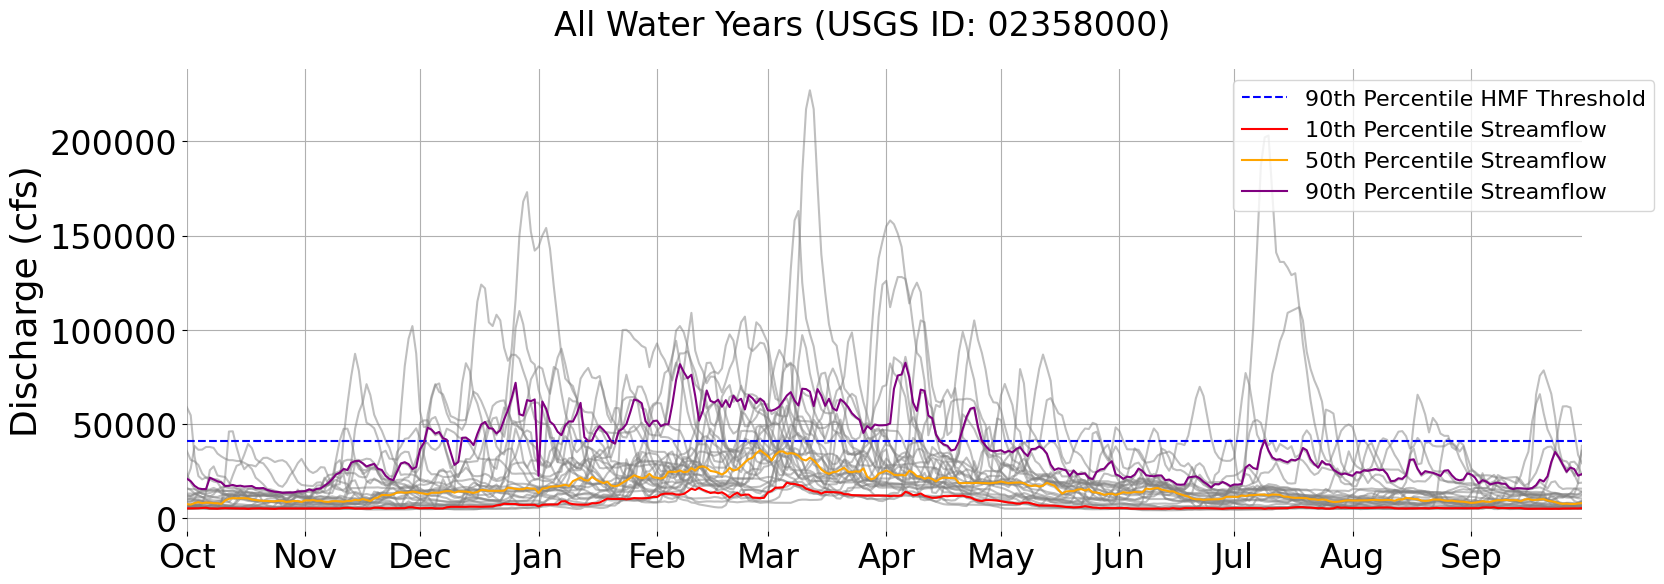 All Water Years (USGS ID: 02358000)
90th Percentile HMF Threshold
10th Percentile Streamflow
50th Percentile Streamflow
90th Percentile Streamflow
Discharge (cfs)
200000
150000
100000
50000
0
Oct Nov Dec Jan Feb Mar Apr May Jun Jul Aug Sep